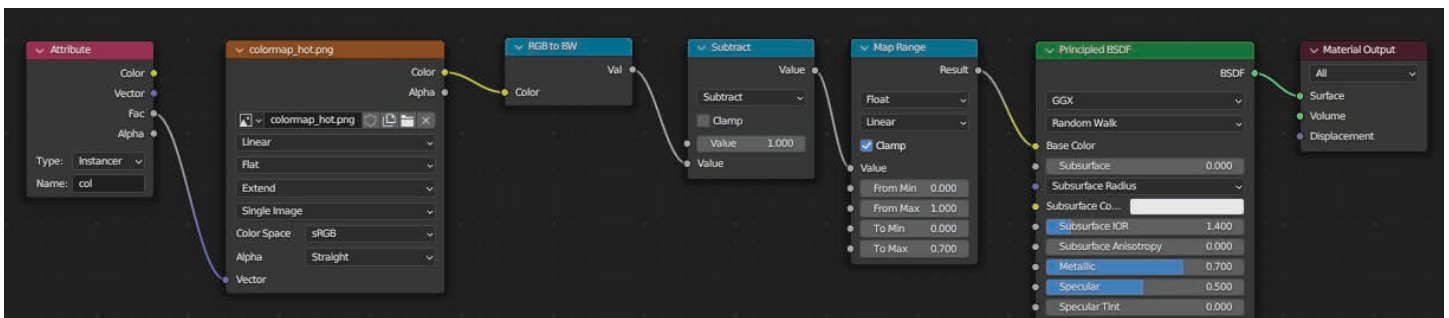 Attribute
Color
Vector
Fac
Alpha
Type: Instancer
Name: col
colormap_hot.png
Color
Alpha
colormap_hot.png
Linear
Flat
Extend
Single Image
Color Space sRGB
Alpha Straight
Vector
RGB to BW
Val
Color
Subtract
Value
Subtract
Clamp
Value 1.000
Value
Map Range
Result
Float
Linear
Clamp
Value
From Min 0.000
From Max 1.000
To Min 0.000
To Max 0.700
Principled BSDF
BSDF
GGX
Random Walk
Base Color
Subsurface 0.000
Subsurface Radius
Subsurface Co...
Subsurface IOR 1.400
Subsurface Anisotropy 0.000
Metallic 0.700
Specular 0.500
Specular Tint 0.000
Material Output
All
Surface
Volume
Displacement